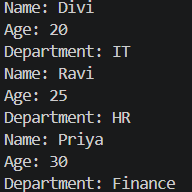 Name: Divi
Age: 20
Department: IT
Name: Ravi
Age: 25
Department: HR
Name: Priya
Age: 30
Department: Finance